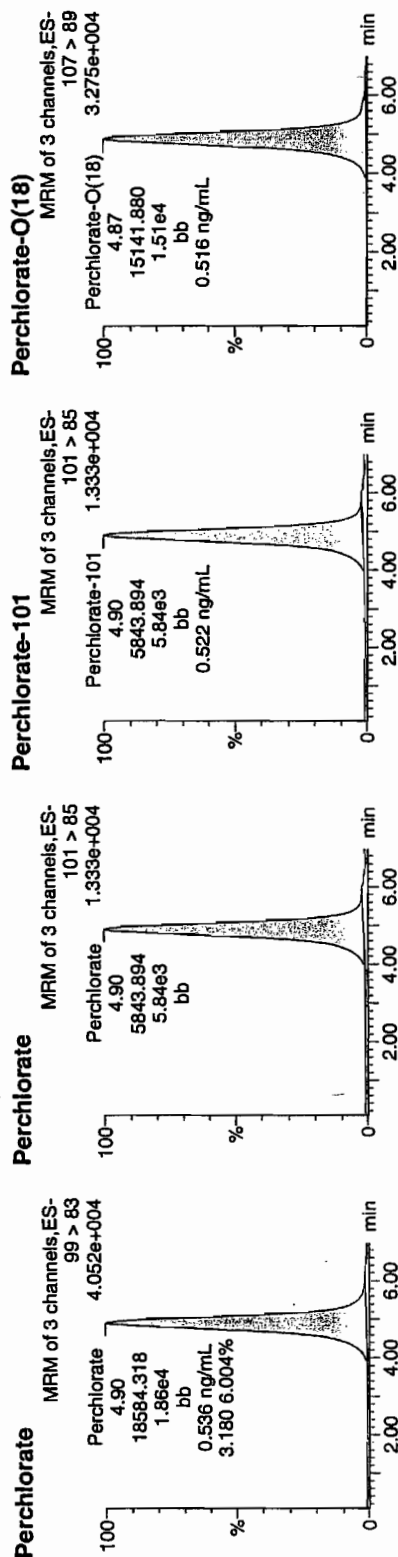 Perchlorate
MRM of 3 channels,ES-
99 > 83
4.052e+004
Perchlorate
4.90
18584.318
1.86e4
bb
0.536 ng/mL
3.180 6.004%
100
%
0
2.00
4.00
6.00
min
Perchlorate
MRM of 3 channels,ES-
101 > 85
1.333e+004
Perchlorate
4.90
5843.894
5.84e3
bb
100
%
0
2.00
4.00
6.00
min
Perchlorate-101
MRM of 3 channels,ES-
101 > 85
1.333e+004
Perchlorate-101
4.90
5843.894
5.84e3
bb
0.522 ng/mL
100
%
0
2.00
4.00
6.00
min
Perchlorate-O(18)
MRM of 3 channels,ES-
107 > 89
3.275e+004
Perchlorate-O(18)
4.87
15141.880
1.51e4
bb
0.516 ng/mL
100
%
0
2.00
4.00
6.00
min